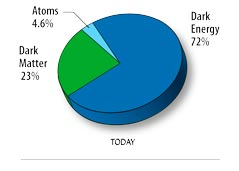 Atoms
4.6%
Dark
Energy
72%
Dark
Matter
23%
TODAY